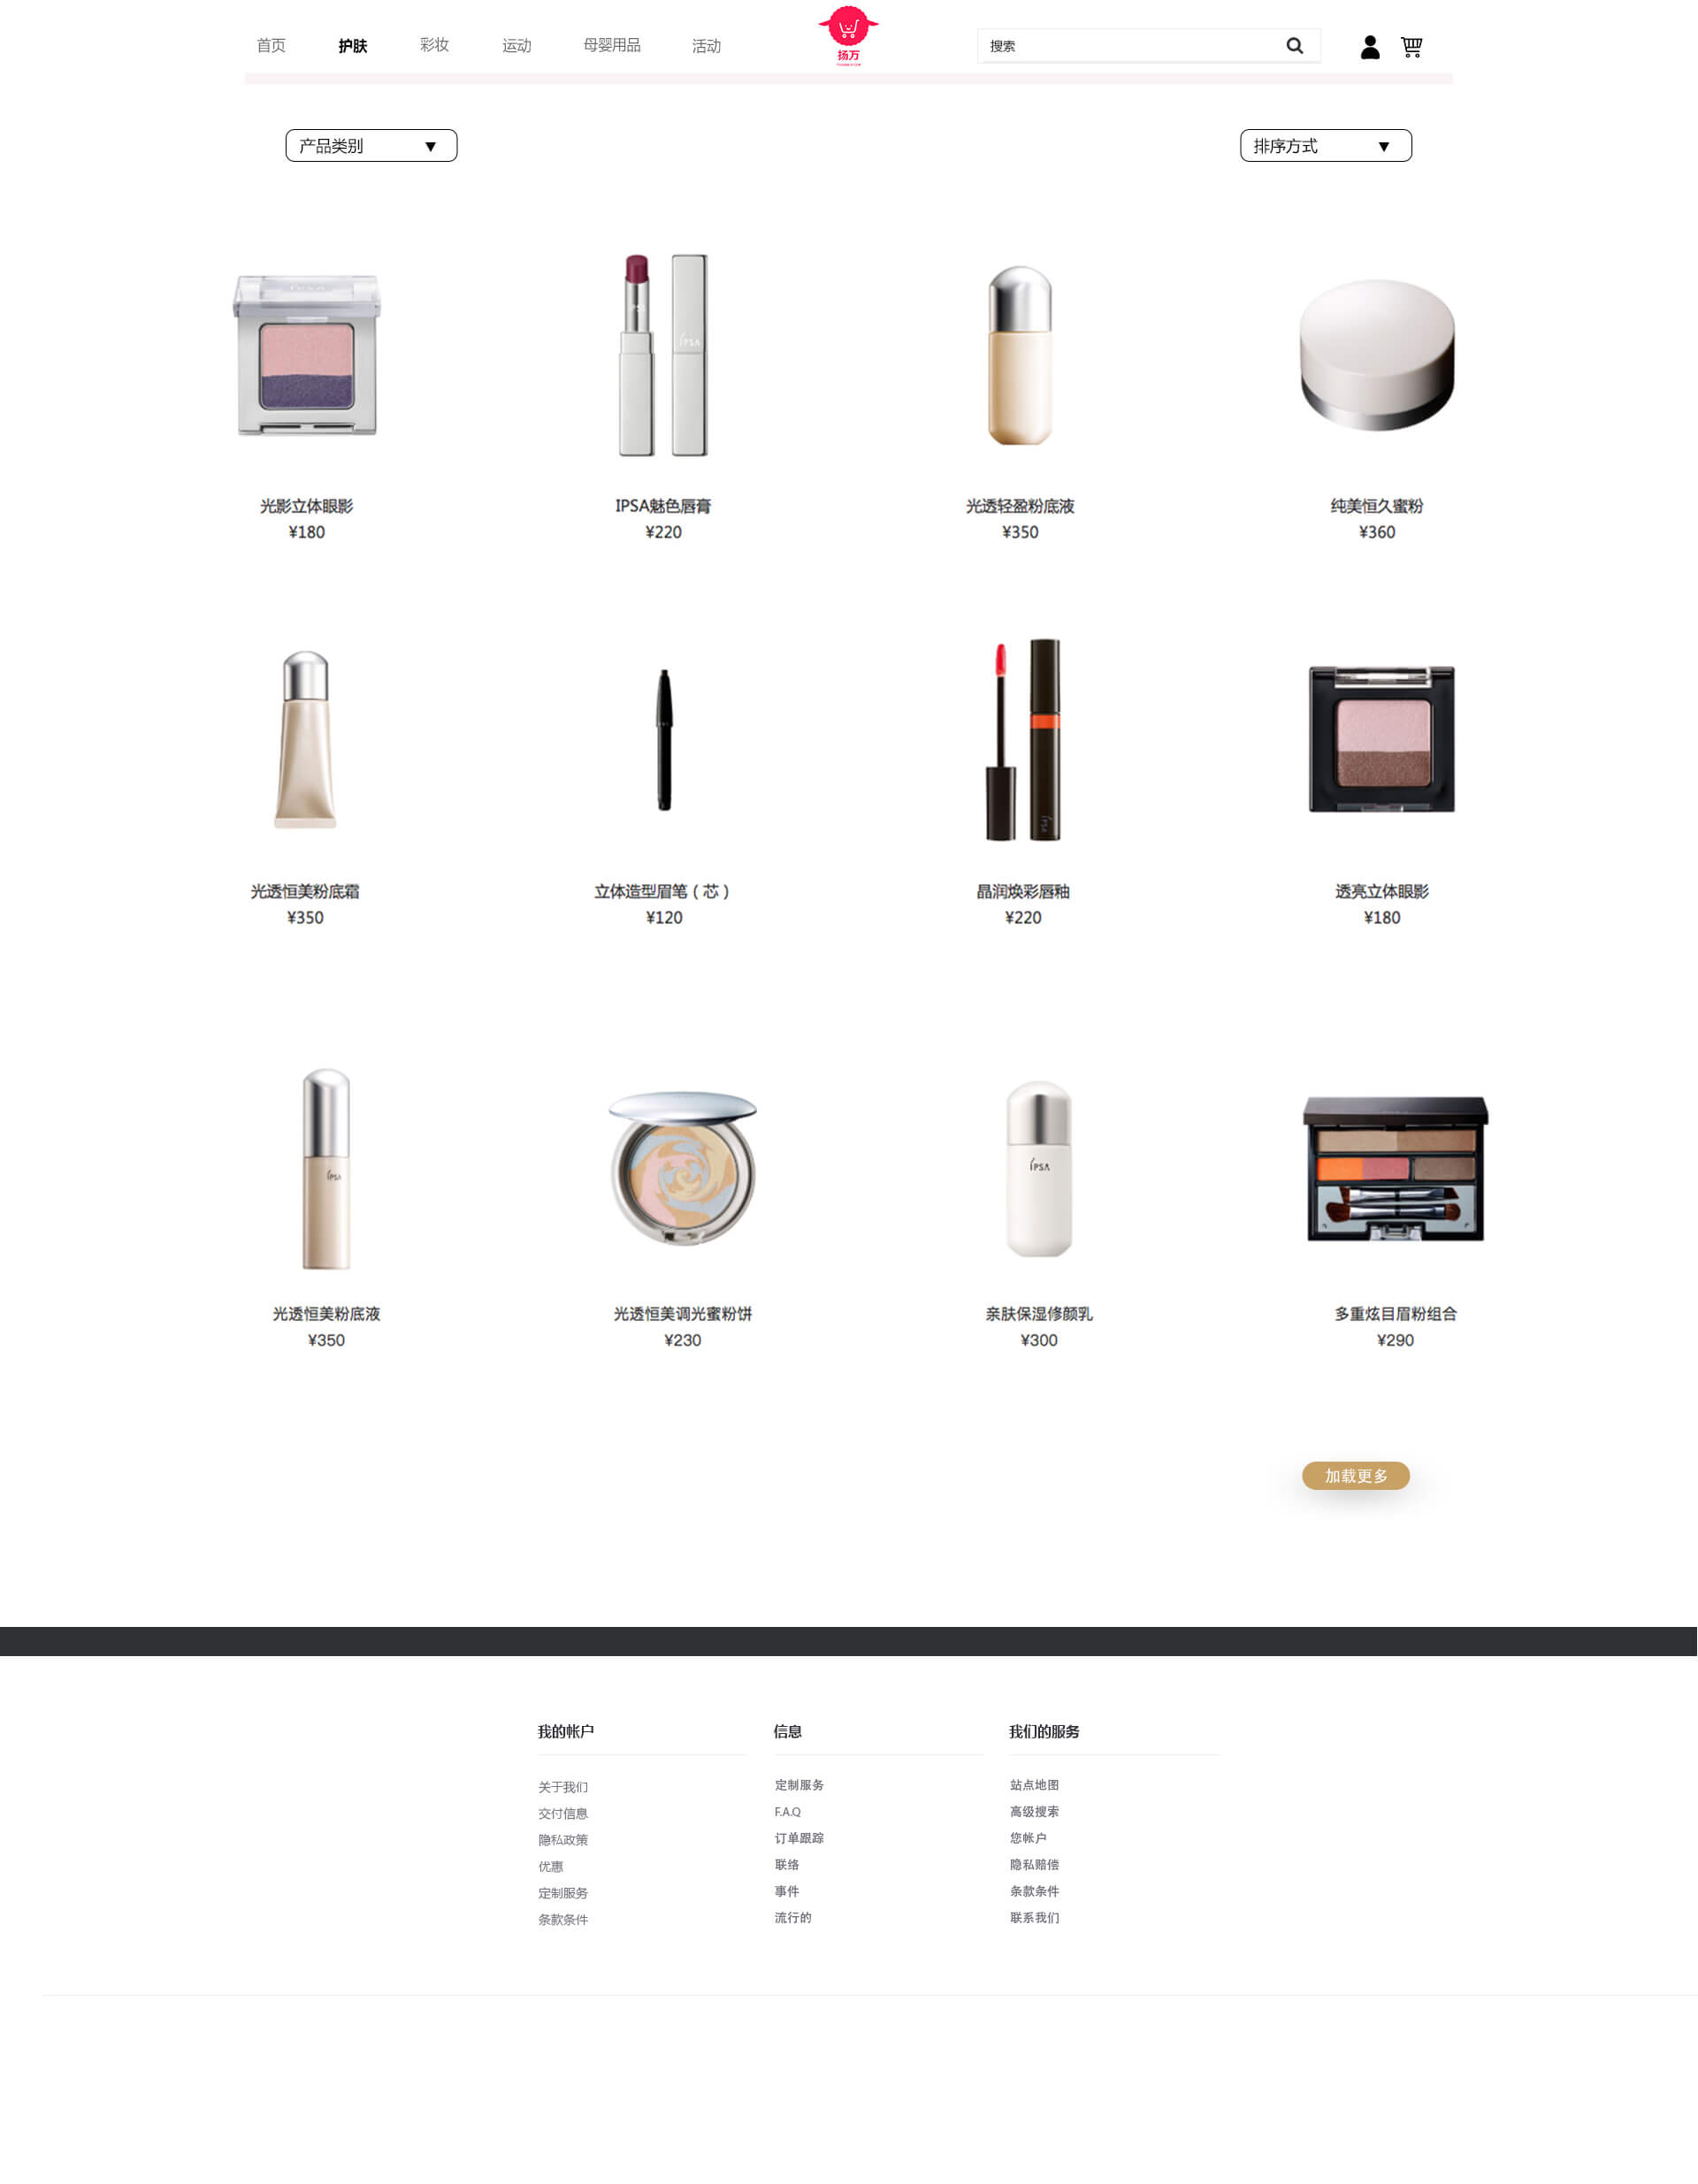 首页 护肤 彩妆 运动 母婴用品 活动 扬万 搜索
产品类别 ▼ 排序方式 ▼
IPSA
光影立体眼影 IPSA魅色唇膏 光透轻盈粉底液 纯美恒久蜜粉
¥180 ¥220 ¥350 ¥360
IPSA
光透恒美粉底霜 立体造型眉笔（芯） 晶润焕彩唇釉 透亮立体眼影
¥350 ¥120 ¥220 ¥180
IPSA IPSA
光透恒美粉底液 光透恒美调光蜜粉饼 亲肤保湿修颜乳 多重炫目眉粉组合
¥350 ¥230 ¥300 ¥290
加载更多
我的帐户
关于我们
交付信息
隐私政策
优惠
定制服务
条款条件
信息
定制服务
F.A.Q
订单跟踪
联络
事件
流行的
我们的服务
站点地图
高级搜索
您帐户
隐私赔偿
条款条件
联系我们